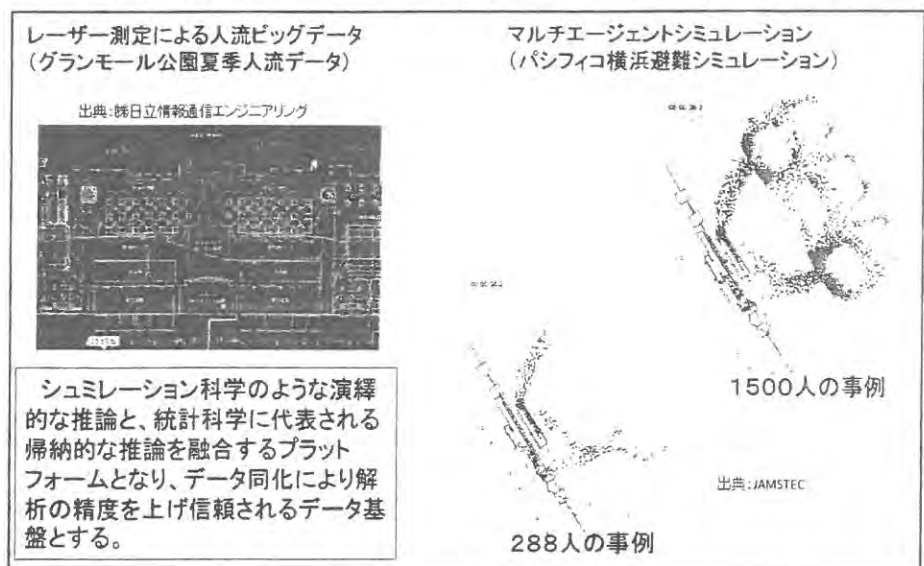 レーザー測定による人流ビッグデータ
(グランモール公園夏季人流データ)
出典:㈱日立情報通信エンジニアリング
シュミレーション科学のような演繹
的な推論と、統計科学に代表される
帰納的な推論を融合するプラット
フォームとなり、データ同化により解
析の精度を上げ信頼されるデータ基
盤とする。
マルチエージェントシミュレーション
(パシフィコ横浜避難シミュレーション)
1500人の事例
出典:JAMSTEC
288人の事例